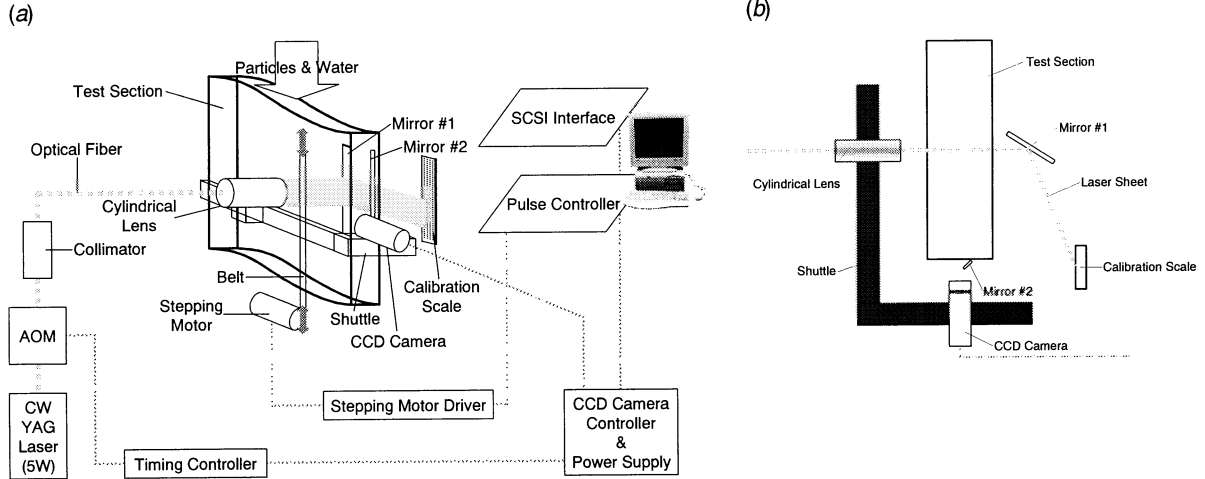 (a)
Particles & Water
Test Section
Mirror #1
Mirror #2
SCSI Interface
Optical Fiber
Pulse Controller
Cylindrical
Lens
Collimator
Belt
Calibration
Scale
Stepping
Motor
Shuttle
CCD Camera
AOM
Stepping Motor Driver
CCD Camera
Controller
&
Power Supply
CW
YAG
Laser
(5W)
Timing Controller
(b)
Test Section
Mirror #1
Cylindrical Lens
Laser Sheet
Shuttle
Calibration Scale
Mirror #2
CCD Camera